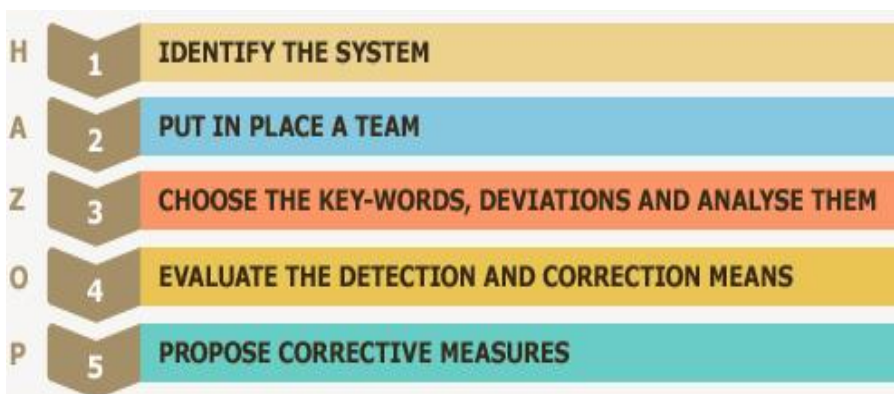 H 1 IDENTIFY THE SYSTEM
A 2 PUT IN PLACE A TEAM
Z 3 CHOOSE THE KEY-WORDS, DEVIATIONS AND ANALYSE THEM
O 4 EVALUATE THE DETECTION AND CORRECTION MEANS
P 5 PROPOSE CORRECTIVE MEASURES